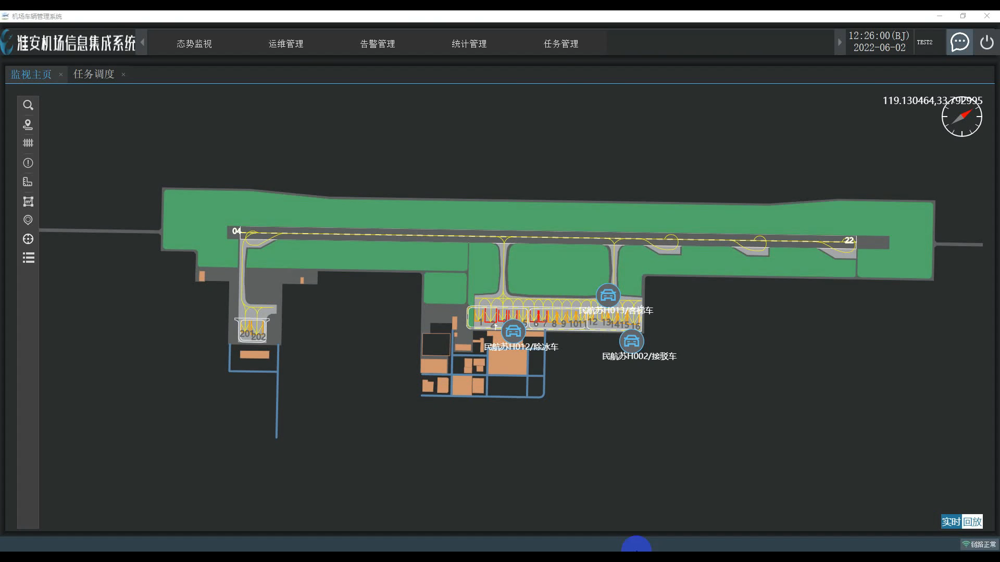 机场车辆管理系统
淮安机场信息集成系统
态势监视
运维管理
告警管理
统计管理
任务管理
12:26:00(BJ)
2022-06-02
TEST2
监视主页 ×
任务调度 ×
119.130464,33.792995
m²
04
22
民航苏H013/客梯车
1 2 5 6 7 8 9 10 11 12 13 14 15 16
201 202
民航苏H012/除冰车
民航苏H002/接驳车
实时 回放
链路正常